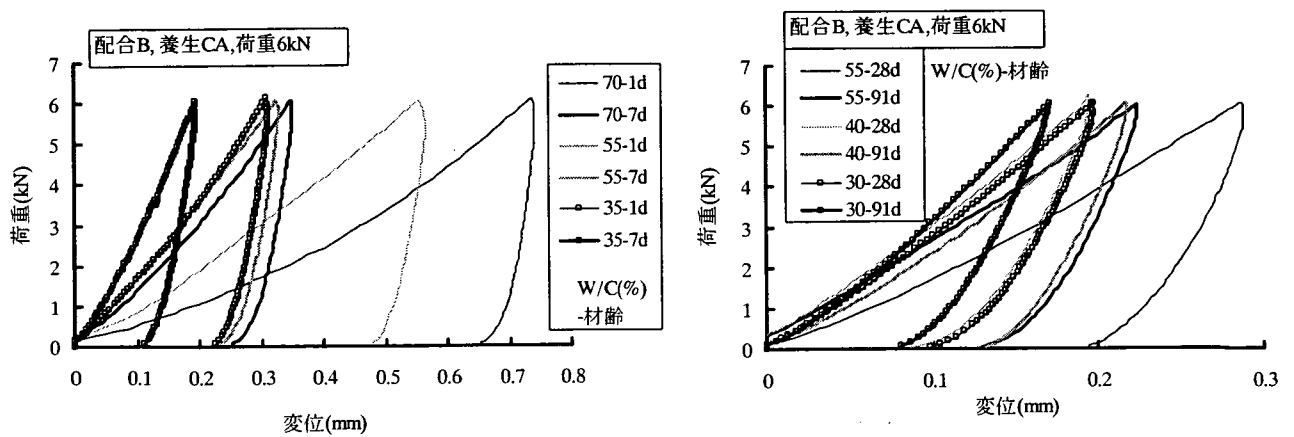 配合B, 養生CA,荷重6kN
7
6
5
4
3
2
1
0
荷重(kN)
0
0.1
0.2
0.3
0.4
0.5
0.6
0.7
0.8
変位(mm)
70-1d
70-7d
55-1d
55-7d
35-1d
35-7d
W/C(%)
-材齢
配合B, 養生CA,荷重6kN
7
6
5
4
3
2
1
0
荷重(kN)
0
0.1
0.2
0.3
変位(mm)
55-28d
55-91d
40-28d
40-91d
30-28d
30-91d
W/C(%)-材齢